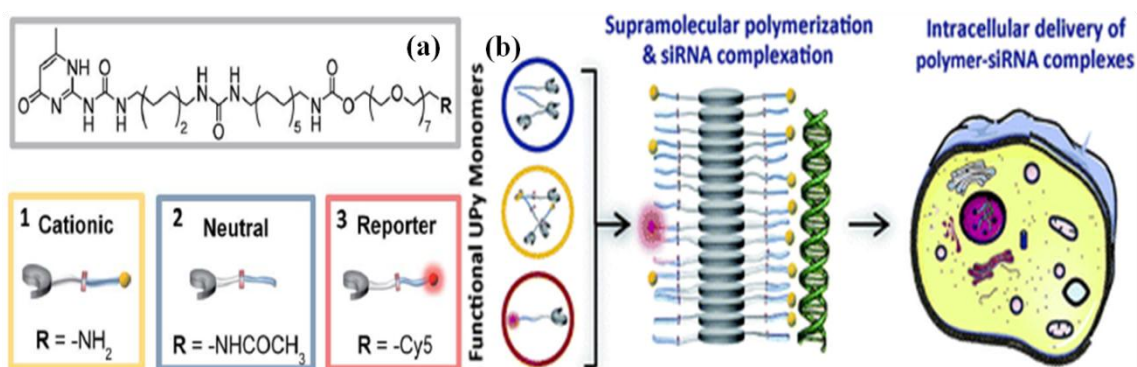 (a)
NH
O
N
N
H
O
N
H
2
H
N
O
N
H
5
H
N
O
O
O
7
R
1 Cationic
R = -NH2
2 Neutral
R = -NHCOCH3
3 Reporter
R = -Cy5
(b)
Functional UPy Monomers
Supramolecular polymerization
& siRNA complexation
Intracellular delivery of
polymer-siRNA complexes